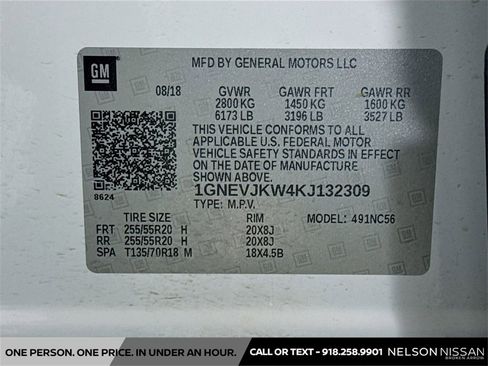 GM
MFD BY GENERAL MOTORS LLC
08/18 GVWR GAWR FRT GAWR RR
2800 KG 1450 KG 1600 KG
6173 LB 3196 LB 3527 LB
THIS VEHICLE CONFORMS TO ALL
APPLICABLE U.S. FEDERAL MOTOR
VEHICLE SAFETY STANDARDS IN EFFECT
ON THE DATE OF MANUFACTURE
SHOWN ABOVE.
8624
1GNEVJKW4KJ132309
TYPE: M.P.V.
TIRE SIZE RIM MODEL: 491NC56
FRT 255/55R20 H 20X8J
RR 255/55R20 H 20X8J
SPA T135/70R18 M 18X4.5B
ONE PERSON. ONE PRICE. IN UNDER AN HOUR. CALL OR TEXT - 918.258.9901 NELSON NISSAN
BROKEN ARROW